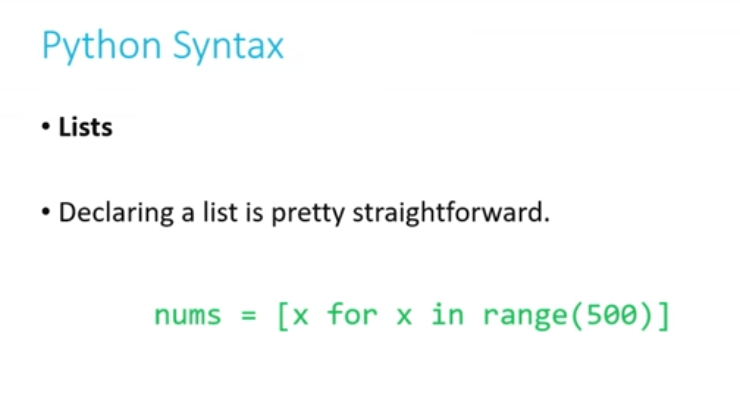 Python Syntax
• Lists
• Declaring a list is pretty straightforward.
nums = [x for x in range(500)]